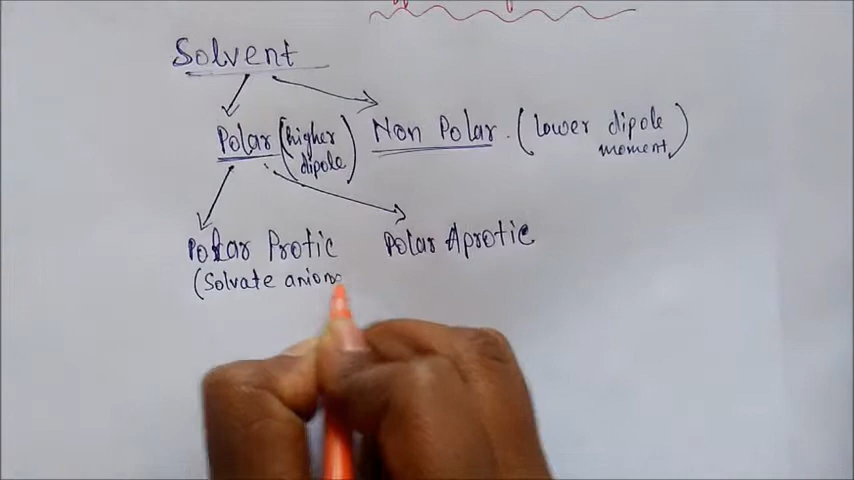 Solvent
Polar (higher dipole) Non Polar. (lower dipole moment)
Polar Protic Polar Aprotic
(Solvate anions